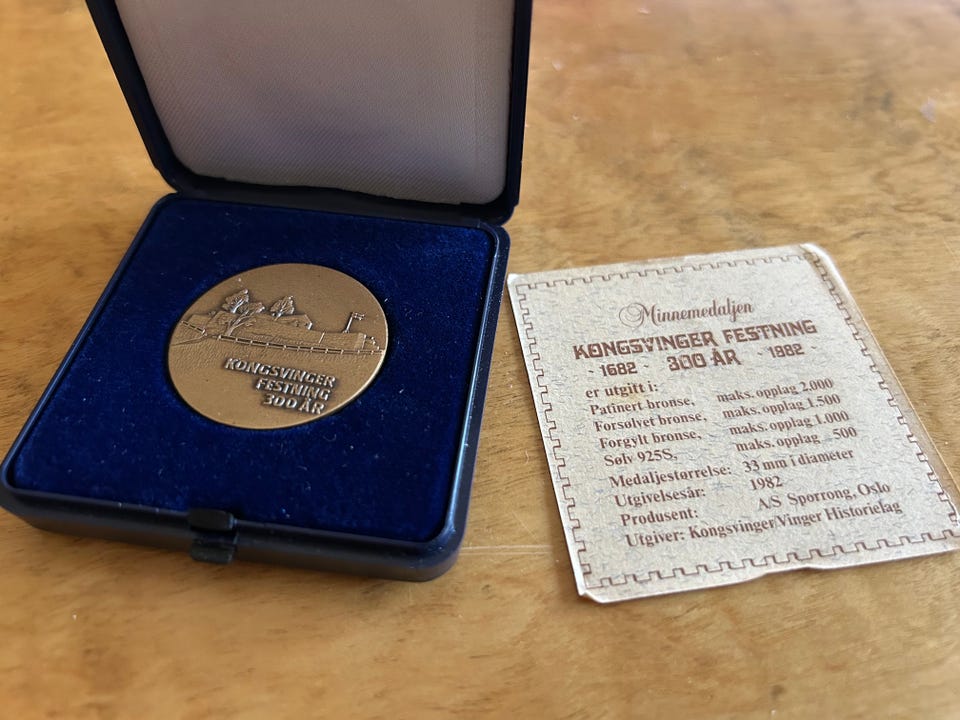 KONGSVINGER
FESTNING
300 ÅR
Minnemedaljen
KONGSVINGER FESTNING
· 1682 · 300 ÅR · 1982 ·
er utgitt i:
Patinert bronse, maks. opplag 2.000
Forsølvet bronse, maks. opplag 1.500
Forgylt bronse, maks. opplag 1.000
Sølv 925S, maks. opplag 500
Medaljestørrelse: 33 mm i diameter
Utgivelsesår: 1982
Produsent: A/S Sporrong, Oslo
Utgiver: Kongsvinger/Vinger Historielag